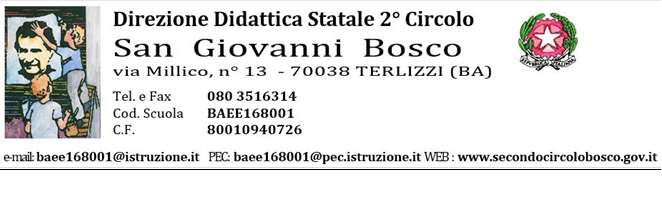 Direzione Didattica Statale 2° Circolo
San Giovanni Bosco
via Millico, n° 13 - 70038 TERLIZZI (BA)
Tel. e Fax 080 3516314
Cod. Scuola BAEE168001
C.F. 80010940726
e-mail: baee168001@istruzione.it PEC: baee168001@pec.istruzione.it WEB : www.secondocircolobosco.gov.it